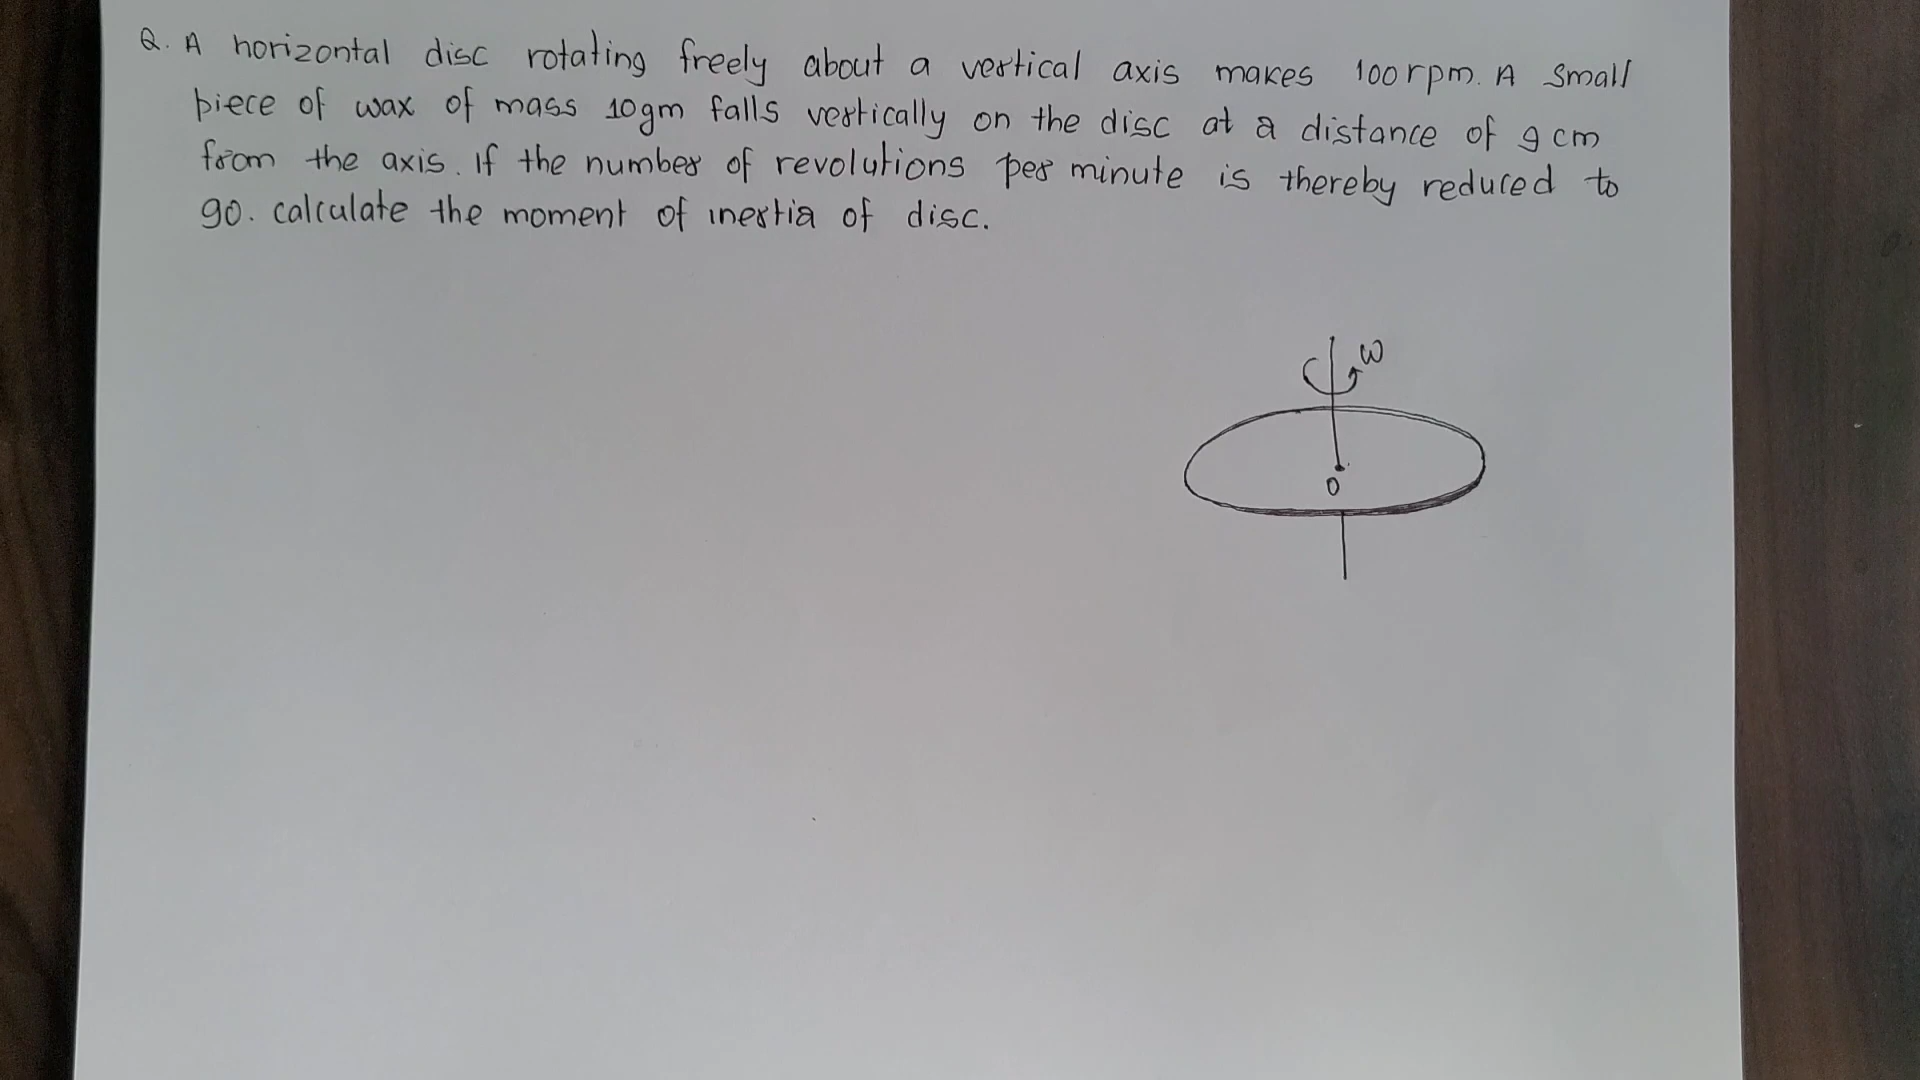 Q. A horizontal disc rotating freely about a vertical axis makes 100 rpm. A small
piece of wax of mass 10gm falls vertically on the disc at a distance of 9 cm
from the axis. If the number of revolutions per minute is thereby reduced to
90. calculate the moment of inertia of disc.
ω
O